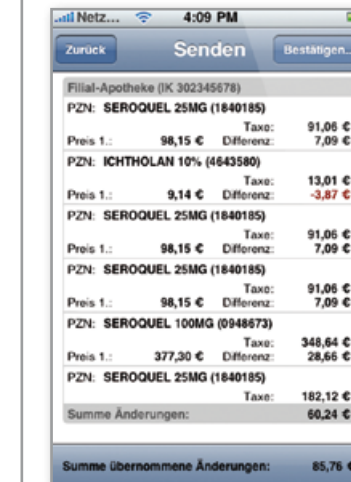 Netz... 4:09 PM
Zurück Senden Bestätigen...
Filial-Apotheke (IK 302345678)
PZN: SEROQUEL 25MG (1840185)
Taxe: 91,06 €
Preis 1.: 98,15 € Differenz: 7,09 €
PZN: ICHTHOLAN 10% (4643580)
Taxe: 13,01 €
Preis 1.: 9,14 € Differenz: -3,87 €
PZN: SEROQUEL 25MG (1840185)
Taxe: 91,06 €
Preis 1.: 98,15 € Differenz: 7,09 €
PZN: SEROQUEL 25MG (1840185)
Taxe: 91,06 €
Preis 1.: 98,15 € Differenz: 7,09 €
PZN: SEROQUEL 100MG (0948673)
Taxe: 348,64 €
Preis 1.: 377,30 € Differenz: 28,66 €
PZN: SEROQUEL 25MG (1840185)
Taxe: 182,12 €
Summe Änderungen: 60,24 €
Summe übernommene Änderungen: 85,76 €